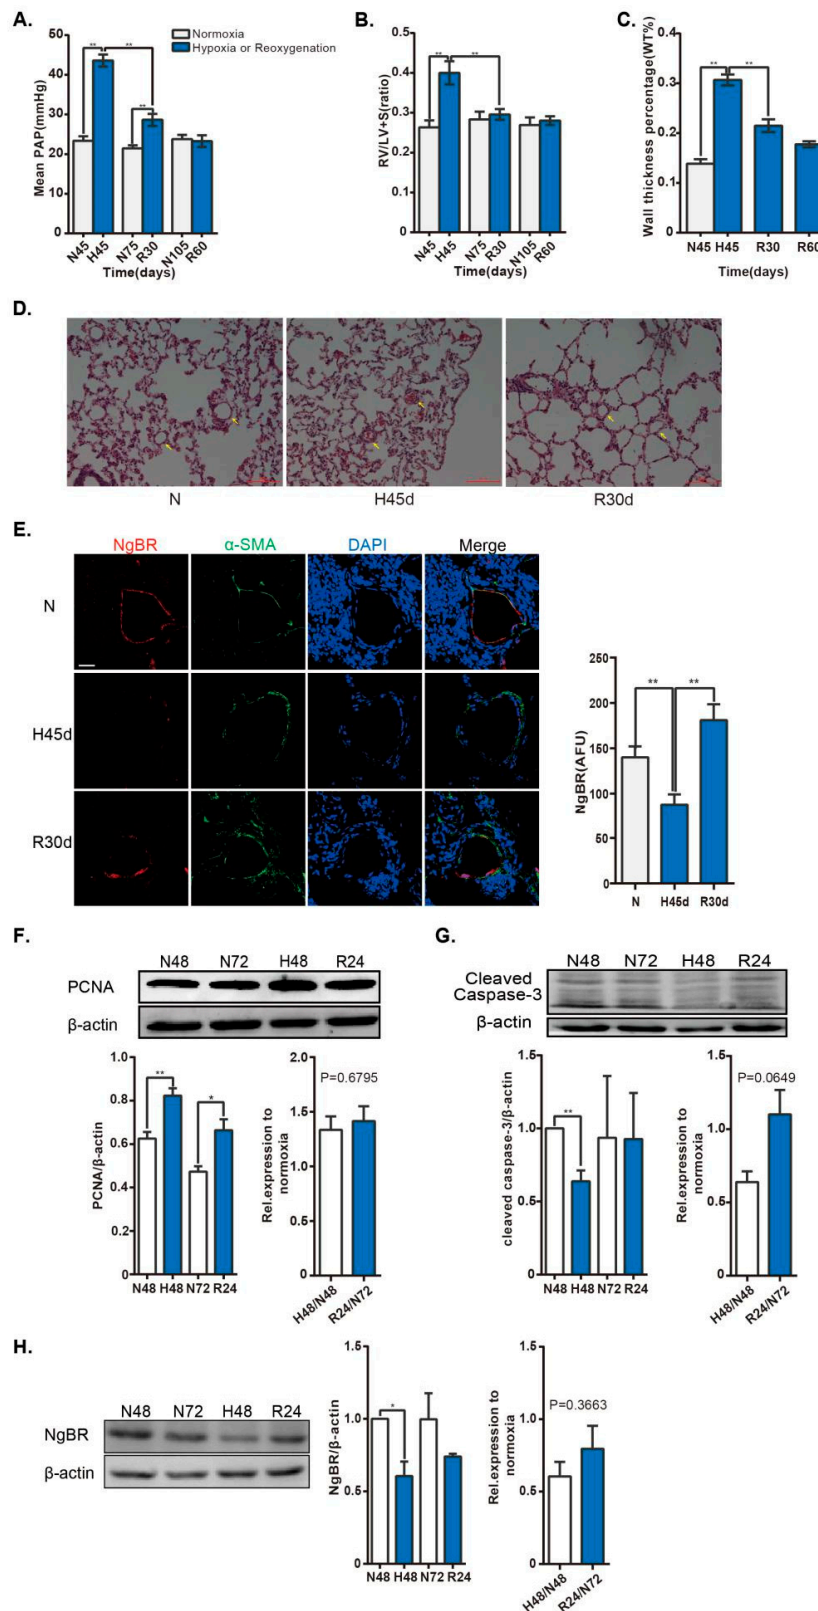 A.
Normoxia
Hypoxia or Reoxygenation
Mean PAP(mmHg)
50
40
30
20
10
0
** **
**
N45 H45 N75 R30 N105 R60
Time(days)
B.
RV/LV+S(ratio)
0.5
0.4
0.3
0.2
0.1
0
** **
N45 H45 N75 R30 N105 R60
Time(days)
C.
Wall thickness percentage(WT%)
0.4
0.3
0.2
0.1
0
** **
N45 H45 R30 R60
Time(days)
D.
N H45d R30d
E.
NgBR α-SMA DAPI Merge
N
H45d
R30d
NgBR(AFU)
250
200
150
100
50
0
** **
N H45d R30d
F.
N48 N72 H48 R24
PCNA
β-actin
PCNA/β-actin
1.0
0.8
0.6
0.4
0.2
0
** *
N48 H48 N72 R24
Rel.expression to
normoxia
2.0
1.5
1.0
1.5
0
P=0.6795
H48/N48 R24/N72
G.
N48 N72 H48 R24
Cleaved
Caspase-3
β-actin
cleaved caspase-3/β-actin
1.5
1.0
0.5
0
**
N48 H48 N72 R24
Rel.expression to
normoxia
1.5
1.0
0.5
0
P=0.0649
H48/N48 R24/N72
H.
N48 N72 H48 R24
NgBR
β-actin
NgBR/β-actin
1.5
1.0
0.5
0
*
N48 H48 N72 R24
Rel.expression to
normoxia
1.5
1.0
0.5
0
P=0.3663
H48/N48 R24/N72